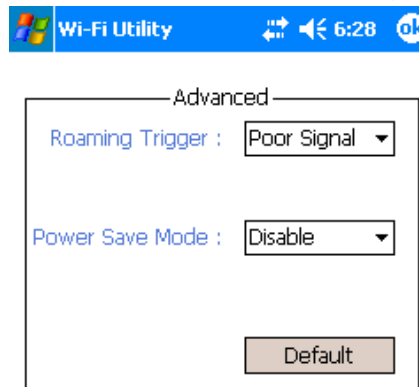 Wi-Fi Utility 6:28 ok
Advanced
Roaming Trigger : Poor Signal
Power Save Mode : Disable
Default